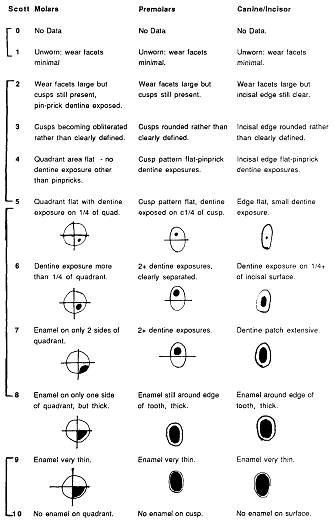 Scott Molars Premolars Canine/Incisor
0 No Data. No Data No Data.
1 Unworn: wear facets Unworn: wear facets Unworn: wear facets
minimal minimal. minimal.
2 Wear facets large but Wear facets large but Wear facets large but
cusps still present, cusps still present. incisal edge still clear.
pin-prick dentine exposed.
3 Cusps becoming obliterated Cusps rounded rather than Incisal edge rounded rather
rather than clearly defined. clearly defined. than clearly defined.
4 Quadrant area flat - no Cusp pattern flat-pinprick Incisal edge flat-pinprick
dentine exposure other dentine exposures. dentine exposures.
than pinpricks.
5 Quadrant flat with dentine Cusp pattern flat, dentine Edge flat, small dentine
exposure on 1/4 of quad. exposed on c1/4 of cusp. exposure.
6 Dentine exposure more 2+ dentine exposures, Dentine exposure on 1/4+
than 1/4 of quadrant. clearly separated. of incisal surface.
7 Enamel on only 2 sides of 2+ dentine exposures. Dentine patch extensive.
quadrant.
8 Enamel on only one side Enamel still around edge Enamel around edge of
of quadrant, but thick. of tooth, thick. tooth, thick.
9 Enamel very thin. Enamel very thin. Enamel very thin.
10 No enamel on quadrant. No enamel on cusp. No enamel on surface.